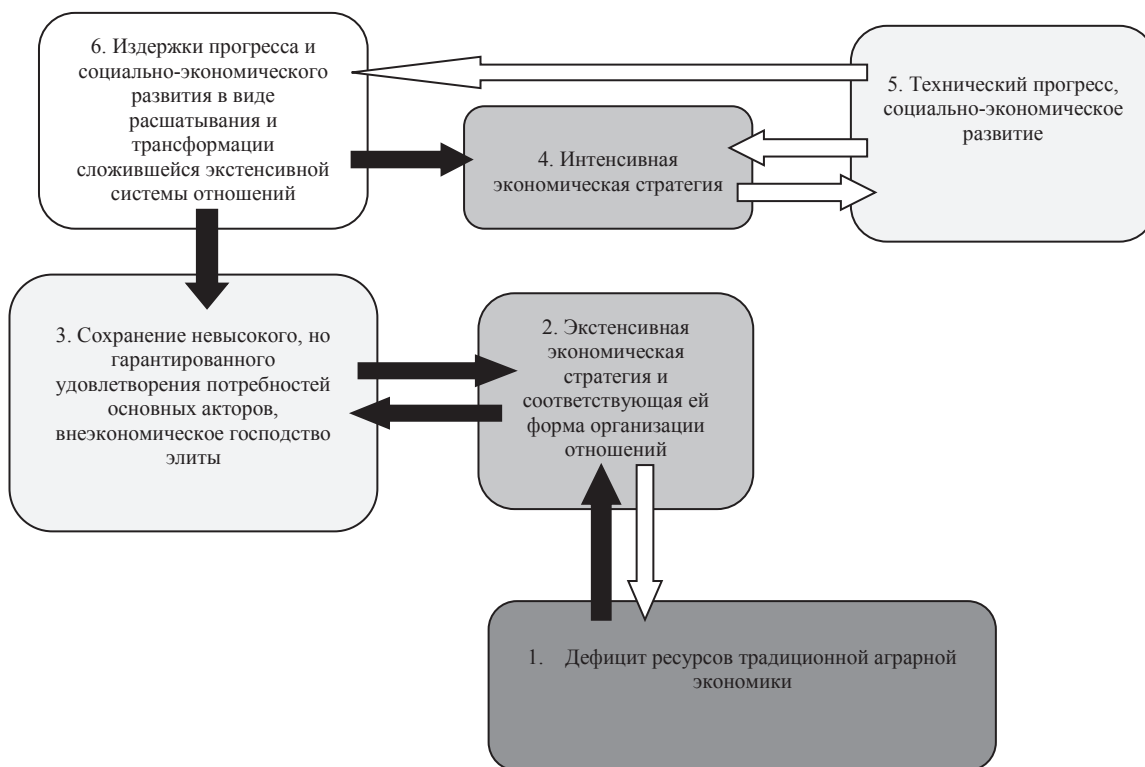 6. Издержки прогресса и
социально-экономического
развития в виде
расшатывания и
трансформации
сложившейся экстенсивной
системы отношений
5. Технический прогресс,
социально-экономическое
развитие
4. Интенсивная
экономическая стратегия
3. Сохранение невысокого, но
гарантированного
удовлетворения потребностей
основных акторов,
внеэкономическое господство
элиты
2. Экстенсивная
экономическая
стратегия и
соответствующая ей
форма организации
отношений
1. Дефицит ресурсов традиционной аграрной
экономики